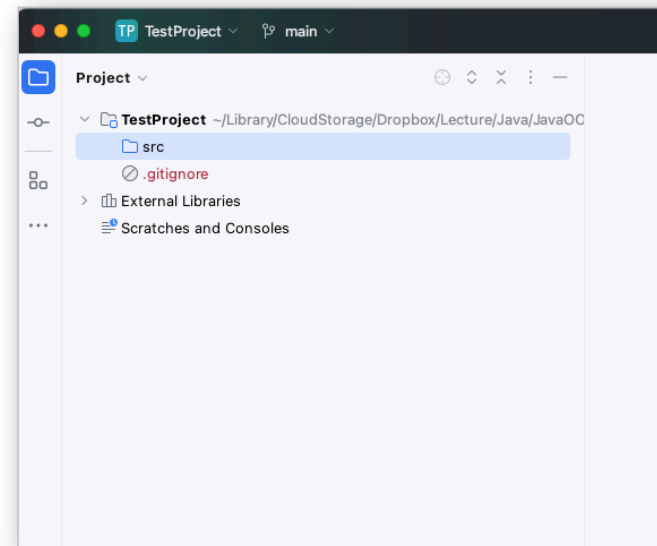 TP TestProject main
Project
TestProject ~/Library/CloudStorage/Dropbox/Lecture/Java/JavaOO
src
.gitignore
External Libraries
Scratches and Consoles